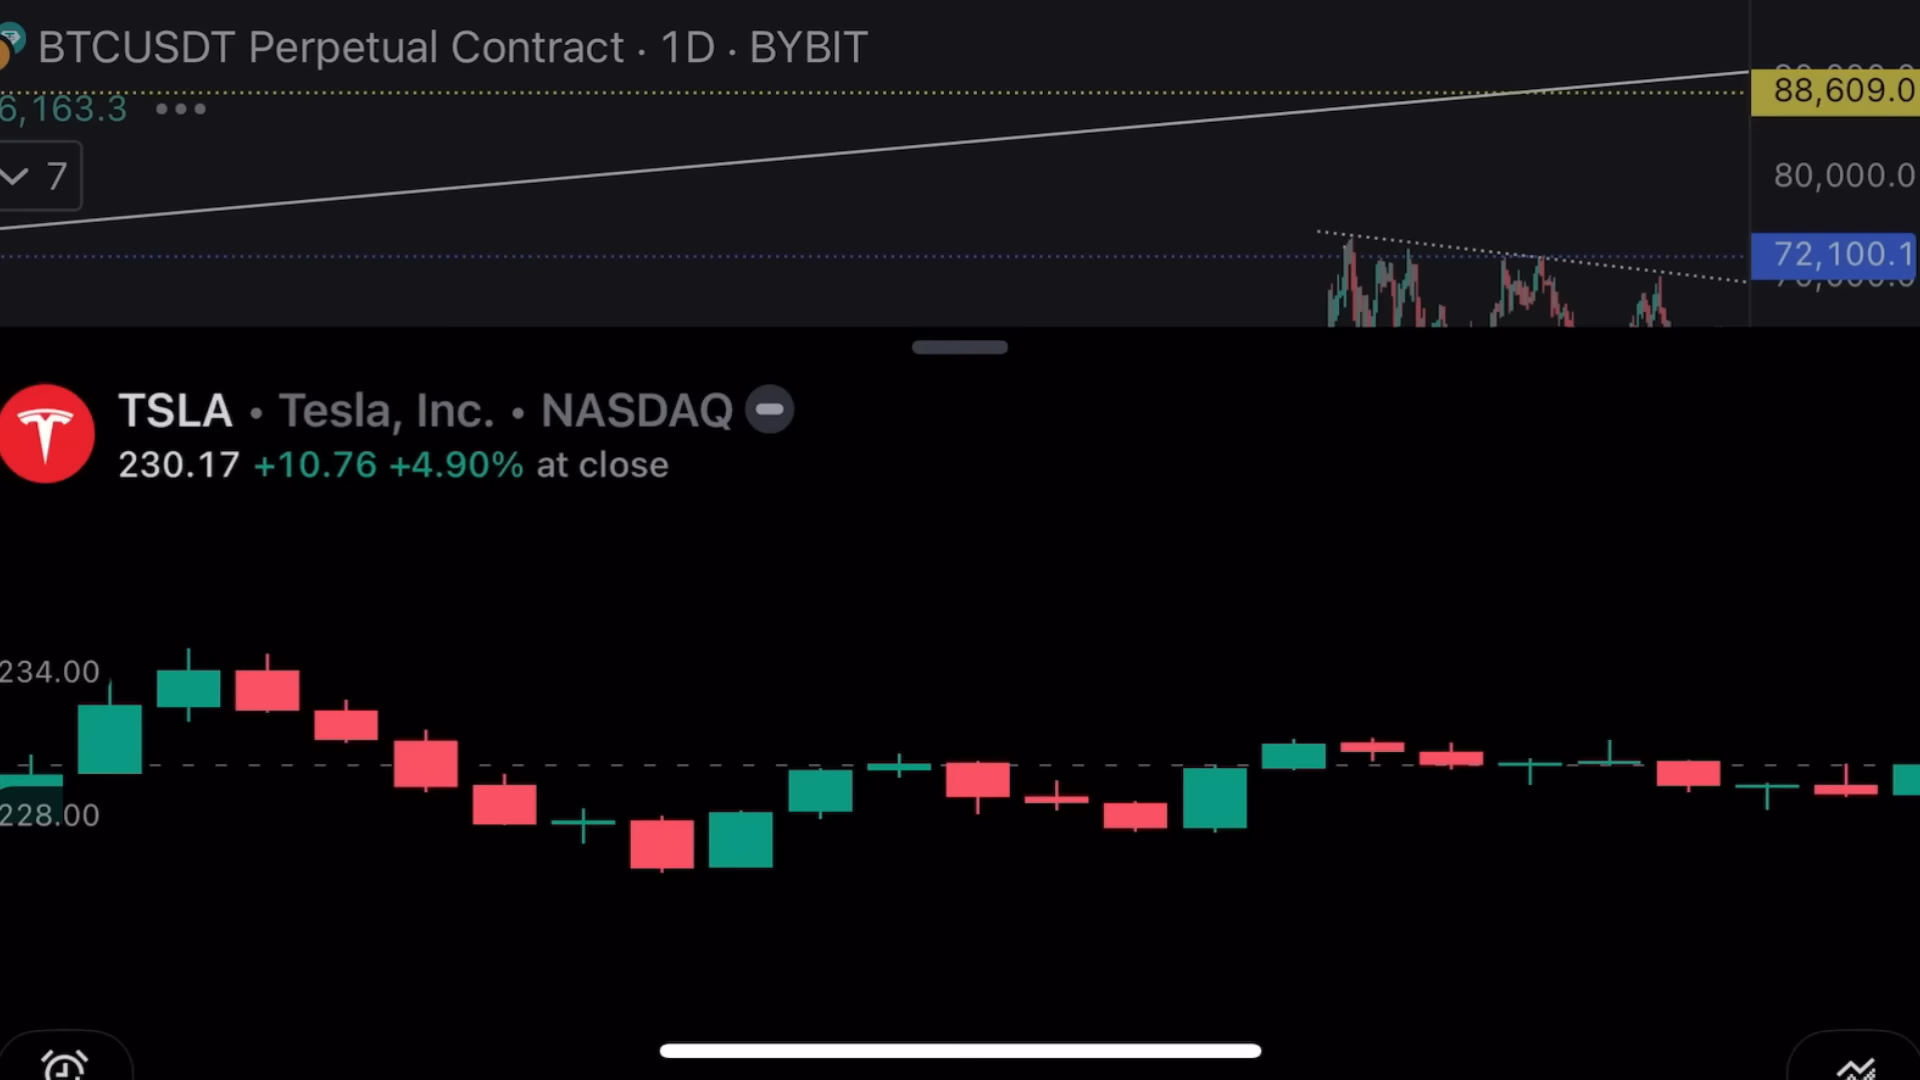 BTCUSDT Perpetual Contract · 1D · BYBIT
6,163.3
7
88,609.0
80,000.0
72,100.1
TSLA • Tesla, Inc. • NASDAQ
230.17 +10.76 +4.90% at close
234.00
228.00